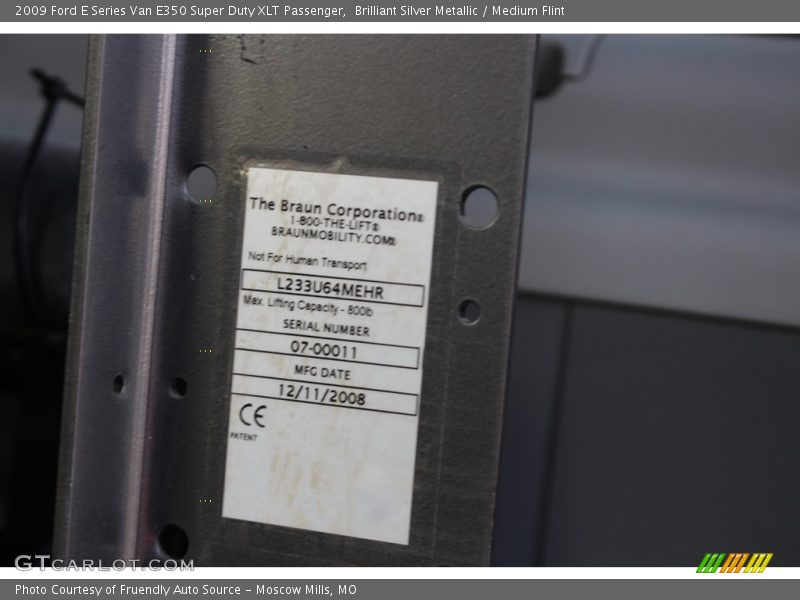 2009 Ford E Series Van E350 Super Duty XLT Passenger,  Brilliant Silver Metallic / Medium Flint
The Braun Corporation®
1-800-THE-LIFT®
BRAUNMOBILITY.COM®
Not For Human Transport
L233U64MEHR
Max. Lifting Capacity - 800lb
SERIAL NUMBER
07-00011
MFG DATE
12/11/2008
CE
PATENT
GTcarlot.com
Photo Courtesy of Fruendly Auto Source – Moscow Mills, MO